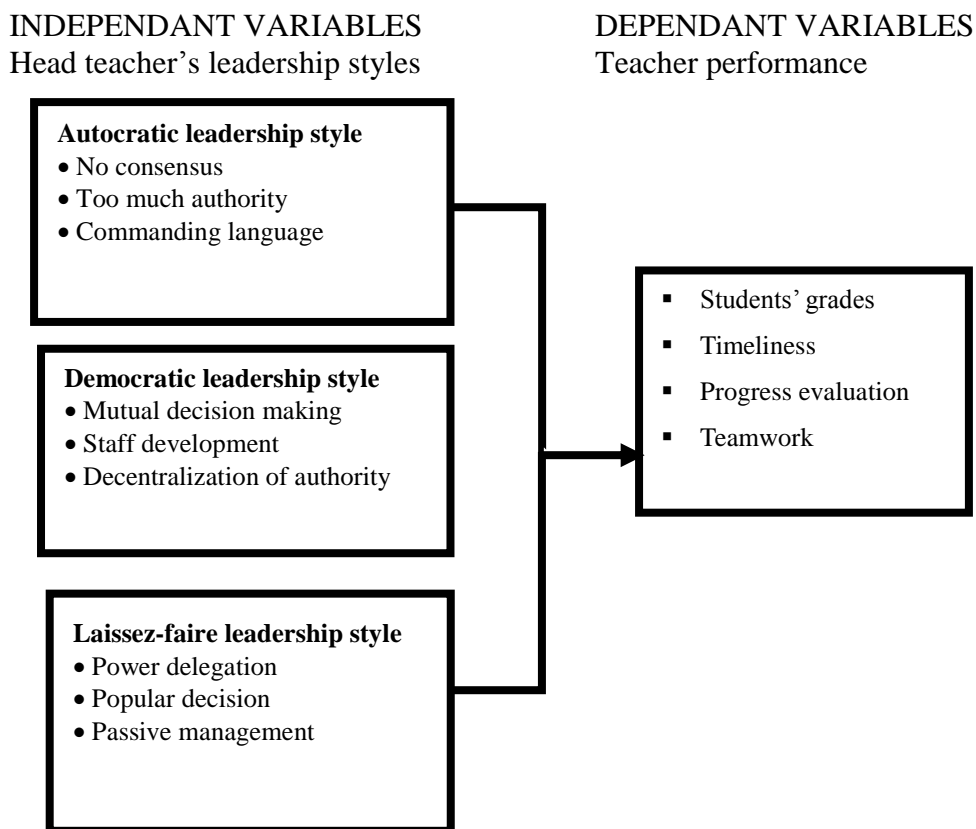 INDEPENDANT VARIABLES
Head teacher’s leadership styles
DEPENDANT VARIABLES
Teacher performance
Autocratic leadership style
• No consensus
• Too much authority
• Commanding language
Democratic leadership style
• Mutual decision making
• Staff development
• Decentralization of authority
Laissez-faire leadership style
• Power delegation
• Popular decision
• Passive management
▪ Students’ grades
▪ Timeliness
▪ Progress evaluation
▪ Teamwork